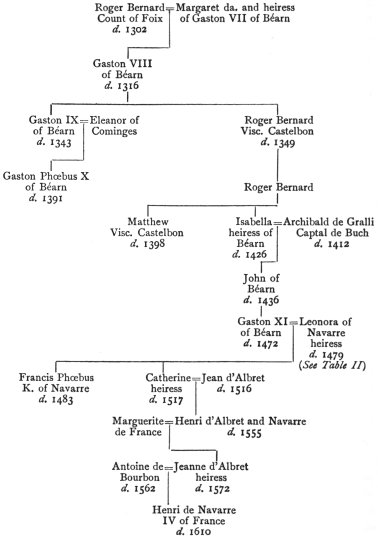 Roger Bernard=Margaret da. and heiress
Count of Foix of Gaston VII of Béarn
d. 1302
Gaston VIII
of Béarn
d. 1316
Gaston IX=Eleanor of
of Béarn Cominges
d. 1343
Roger Bernard
Visc. Castelbon
d. 1349
Gaston Phœbus X
of Béarn
d. 1391
Roger Bernard
Matthew
Visc. Castelbon
d. 1398
Isabella=Archibald de Gralli
heiress of Captal de Buch
Béarn d. 1412
d. 1426
John of
Béarn
d. 1436
Gaston XI=Leonora of
of Béarn Navarre
d. 1472 heiress
d. 1479
(See Table II)
Francis Phœbus
K. of Navarre
d. 1483
Catherine=Jean d'Albret
heiress d. 1516
d. 1517
Marguerite=Henri d'Albret and Navarre
de France d. 1555
Antoine de=Jeanne d'Albret
Bourbon heiress
d. 1562 d. 1572
Henri de Navarre
IV of France
d. 1610